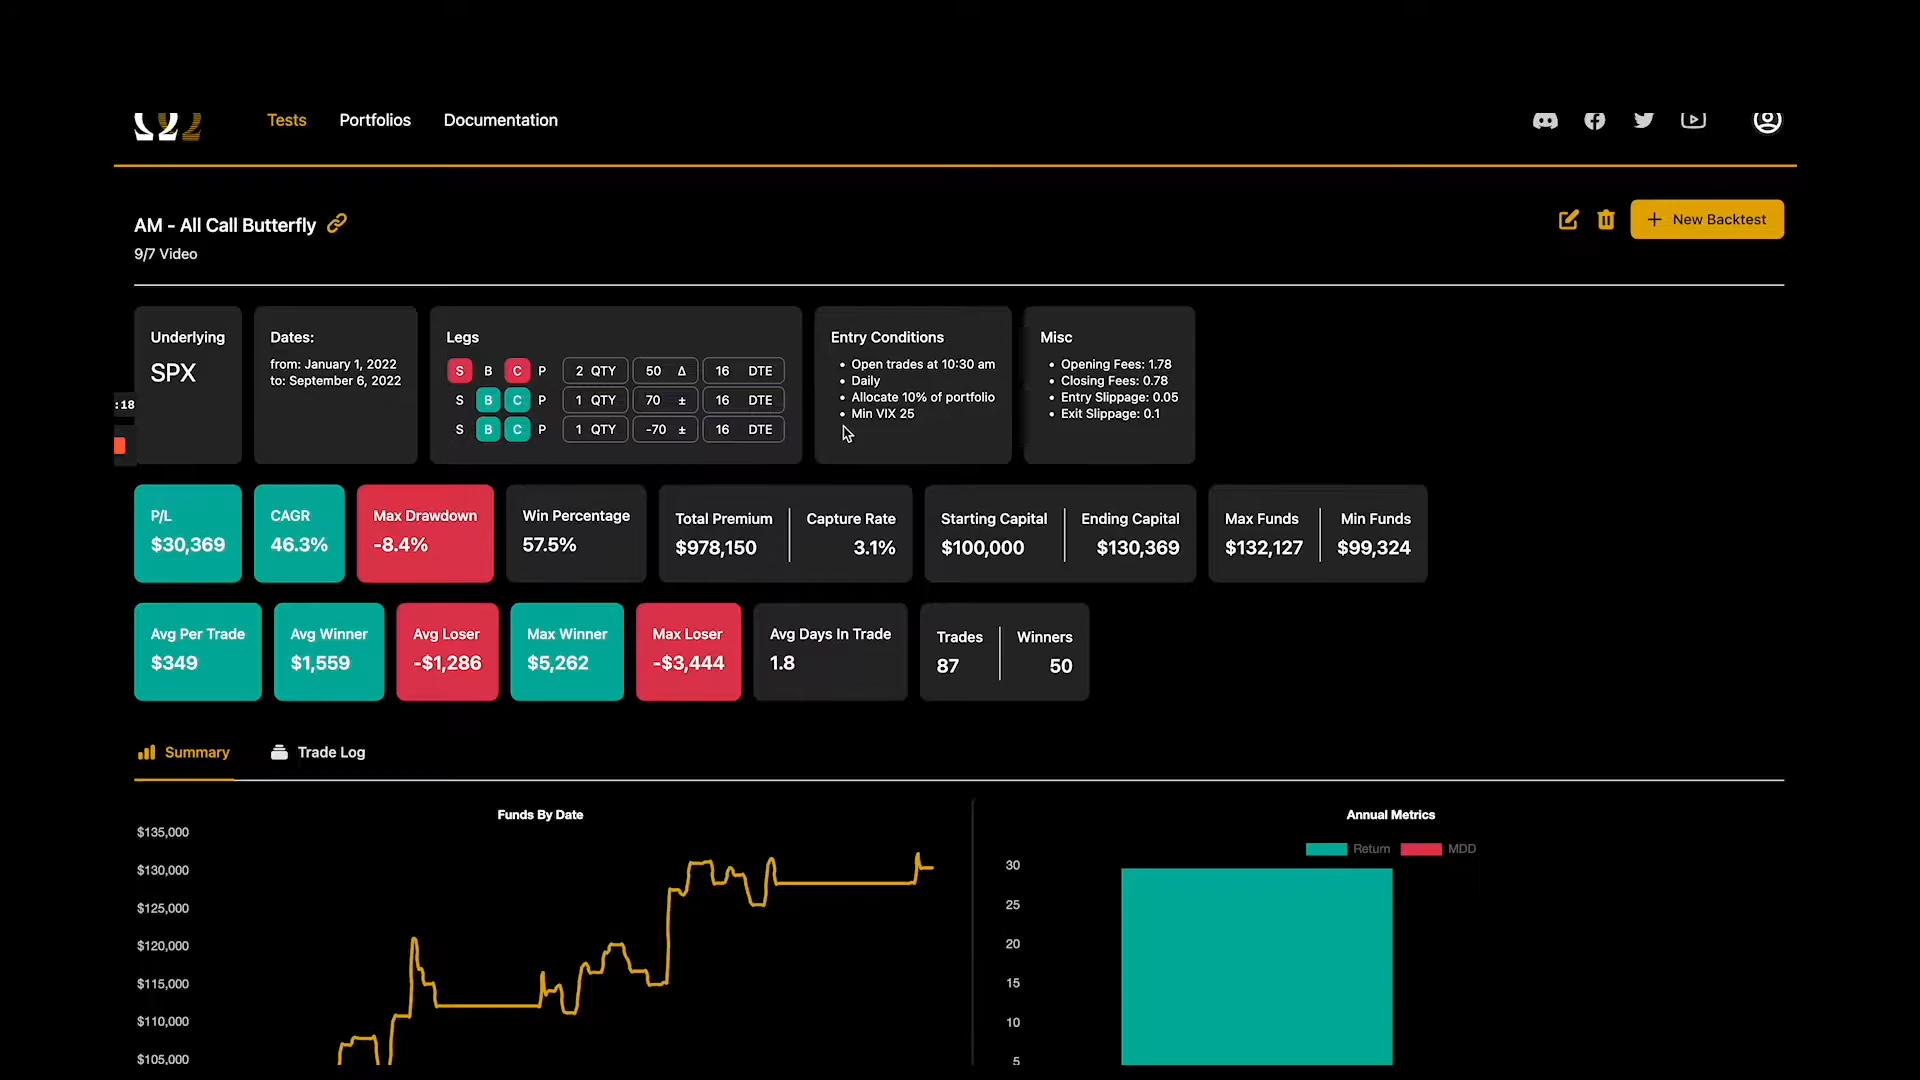 Tests
Portfolios
Documentation
AM - All Call Butterfly
9/7 Video
New Backtest
Underlying
SPX
Dates:
from: January 1, 2022
to: September 6, 2022
Legs
S B C P 2 QTY 50 Δ 16 DTE
S B C P 1 QTY 70 ± 16 DTE
S B C P 1 QTY -70 ± 16 DTE
Entry Conditions
• Open trades at 10:30 am
• Daily
• Allocate 10% of portfolio
• Min VIX 25
Misc
• Opening Fees: 1.78
• Closing Fees: 0.78
• Entry Slippage: 0.05
• Exit Slippage: 0.1
:18
P/L
$30,369
CAGR
46.3%
Max Drawdown
-8.4%
Win Percentage
57.5%
Total Premium
$978,150
Capture Rate
3.1%
Starting Capital
$100,000
Ending Capital
$130,369
Max Funds
$132,127
Min Funds
$99,324
Avg Per Trade
$349
Avg Winner
$1,559
Avg Loser
-$1,286
Max Winner
$5,262
Max Loser
-$3,444
Avg Days In Trade
1.8
Trades
87
Winners
50
Summary
Trade Log
Funds By Date
$135,000
$130,000
$125,000
$120,000
$115,000
$110,000
$105,000
Annual Metrics
Return
MDD
30
25
20
15
10
5